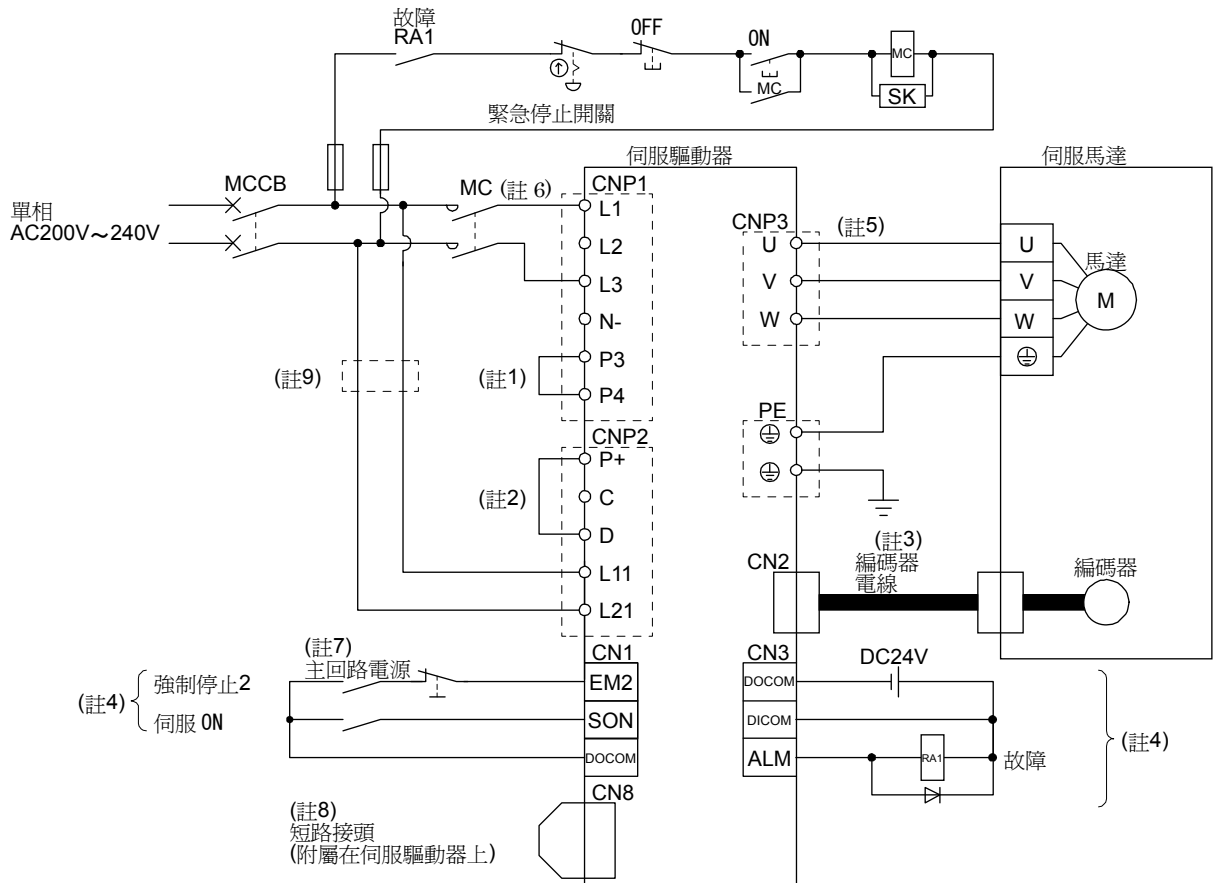 故障
RA1
OFF
ON
MC
MC
SK
緊急停止開關
伺服驅動器
伺服馬達
MCCB
MC (註 6)
CNP1
單相
AC200V～240V
L1
L2
L3
N-
P3
P4
(註1)
(註9)
CNP3
U
V
W
(註5)
U
V
W
馬達
M
PE
CNP2
P+
C
D
L11
L21
(註2)
(註3)
編碼器
電線
CN2
編碼器
(註7)
主回路電源
CN1
EM2
SON
DOCOM
(註4)
強制停止2
伺服 ON
CN3
DOCOM
DICOM
ALM
DC24V
RA1
故障
(註4)
CN8
(註8)
短路接頭
(附屬在伺服驅動器上)